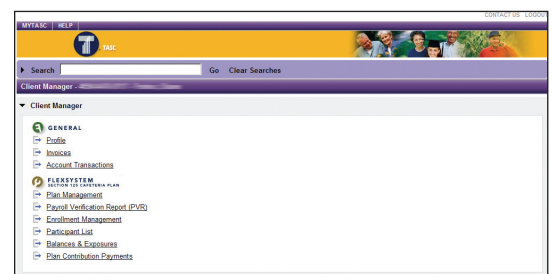 CONTACT US LOGOUT
MYTASC HELP
T TASC
Search Go Clear Searches
Client Manager -
Client Manager
GENERAL
Profile
Invoices
Account Transactions
FLEXSYSTEM
SECTION 125 CAFETERIA PLAN
Plan Management
Payroll Verification Report (PVR)
Enrollment Management
Participant List
Balances & Exposures
Plan Contribution Payments